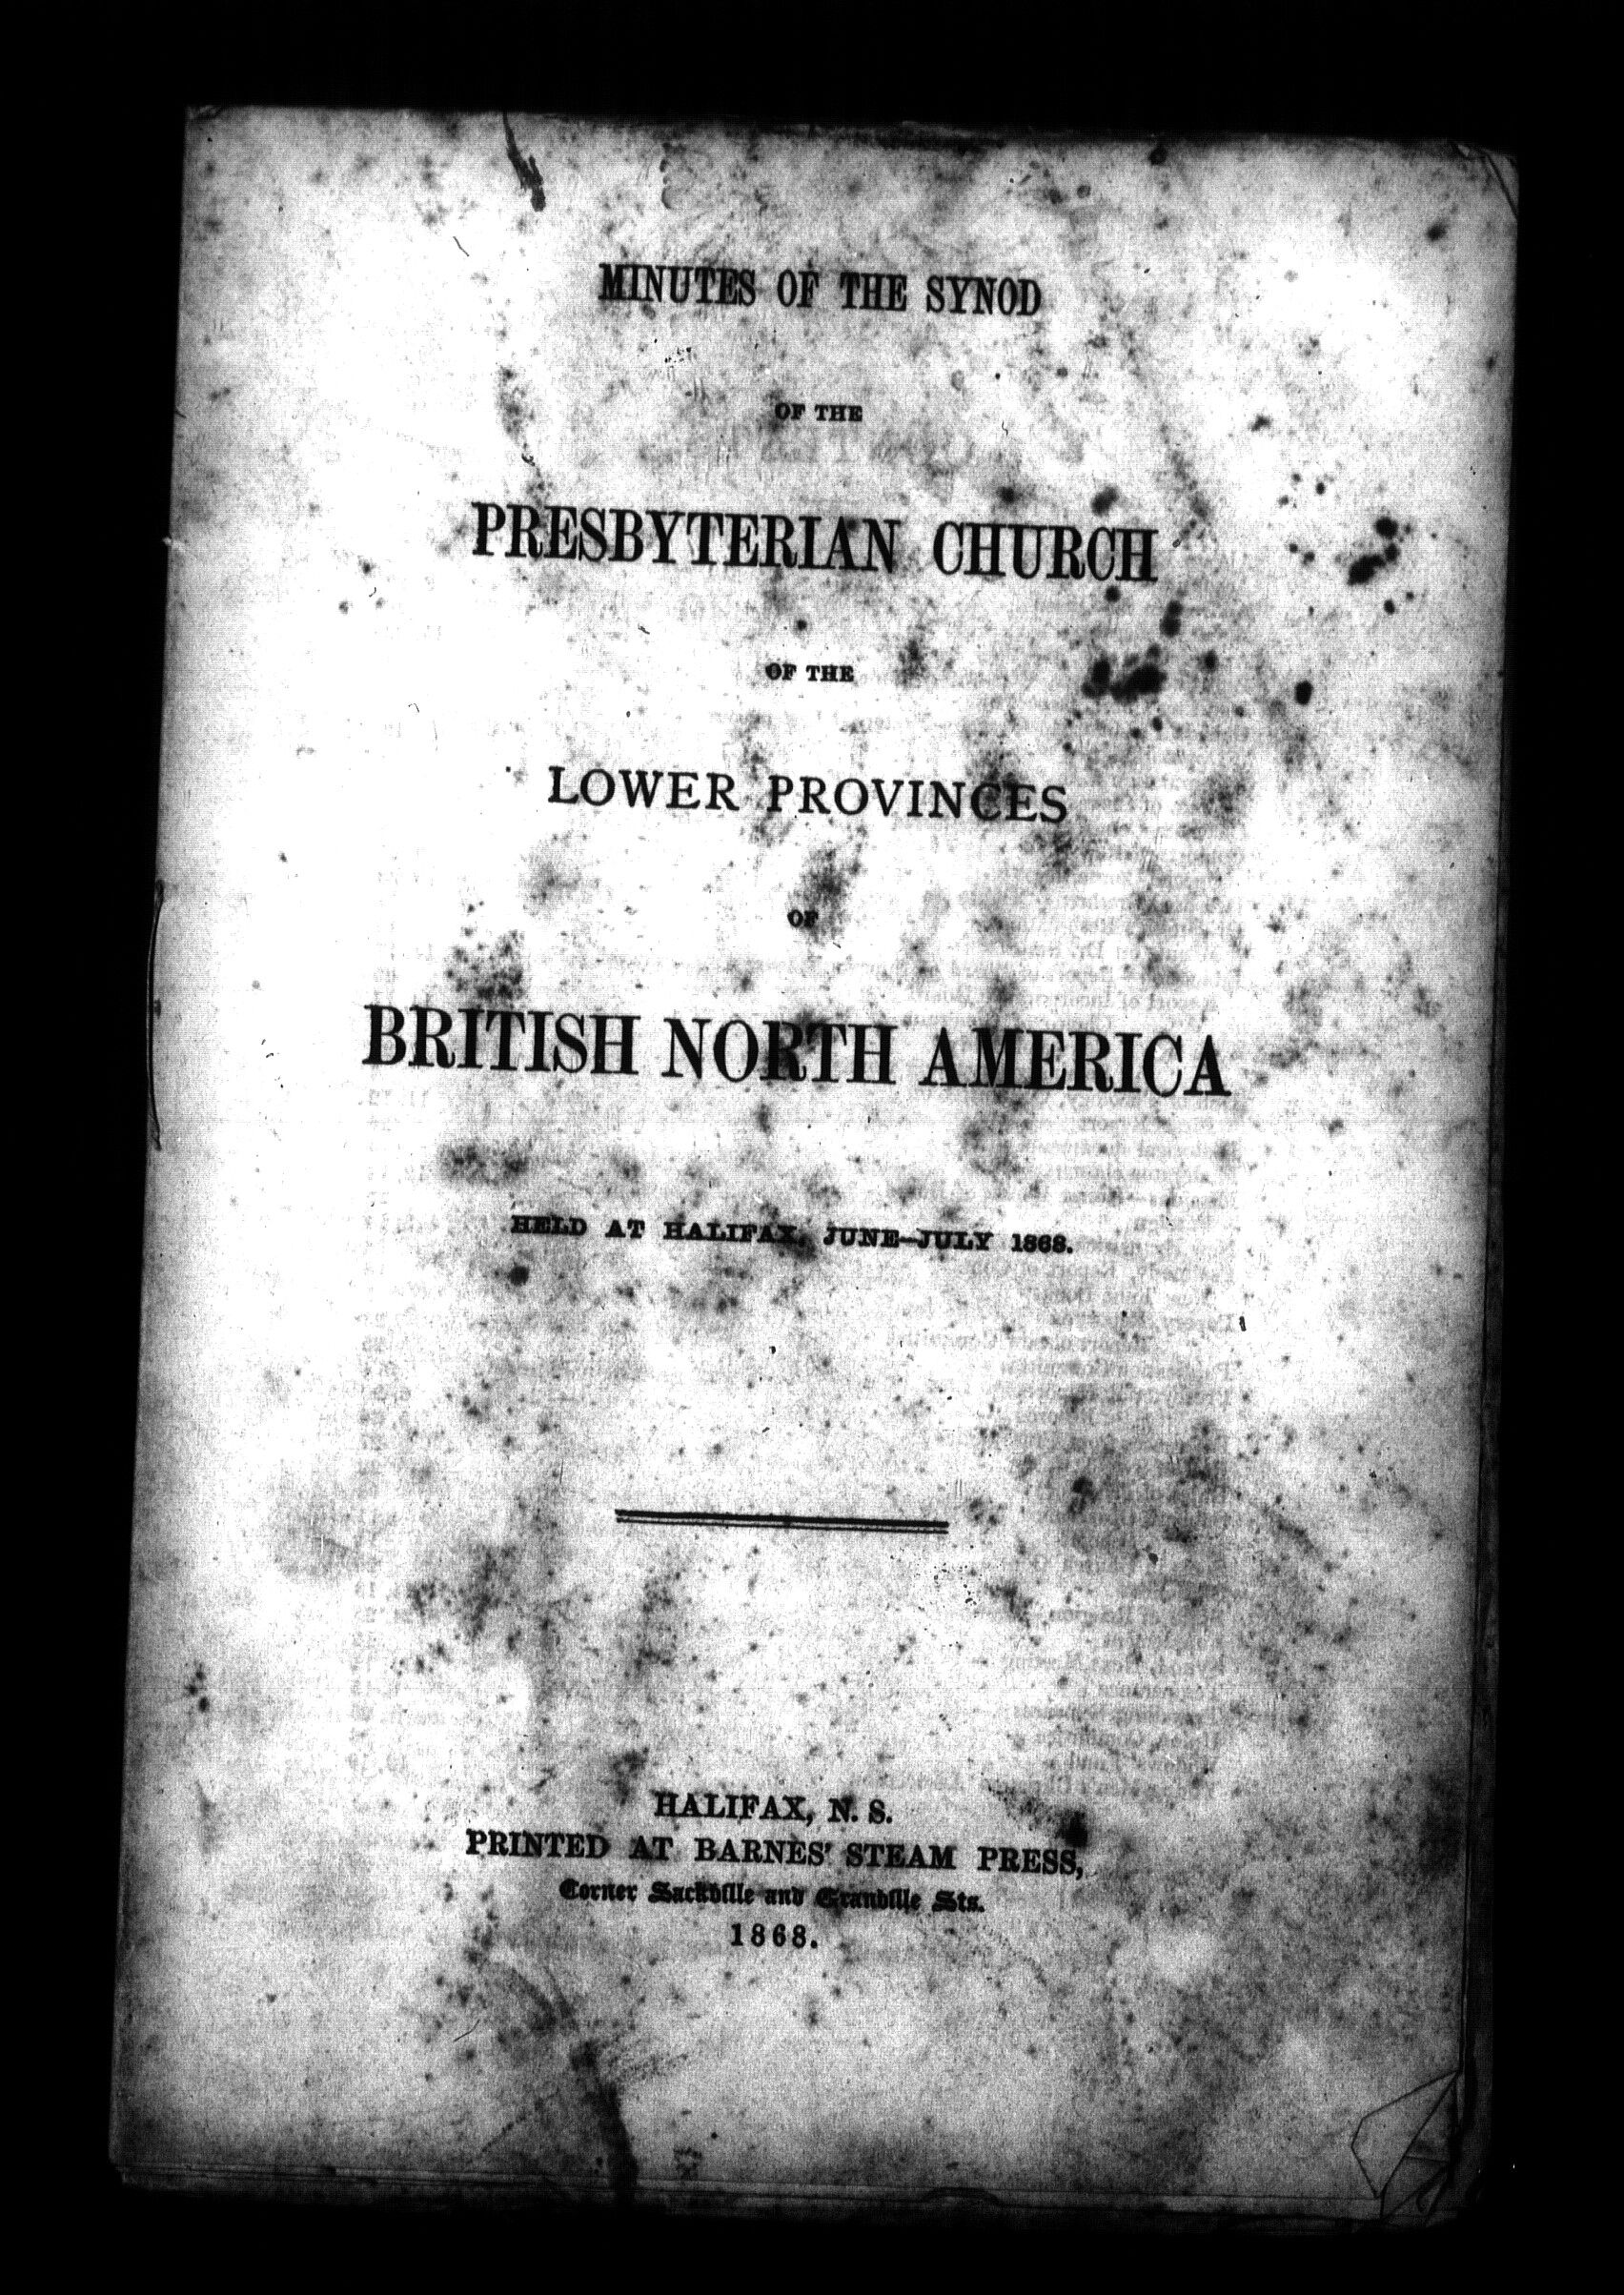 MINUTES OF THE SYNOD
OF THE
PRESBYTERIAN CHURCH
OF THE
LOWER PROVINCES
OF
BRITISH NORTH AMERICA
HELD AT HALIFAX, JUNE–JULY 1868.
HALIFAX, N. S.
PRINTED AT BARNES' STEAM PRESS,
Corner Sackville and Granville Sts.
1868.